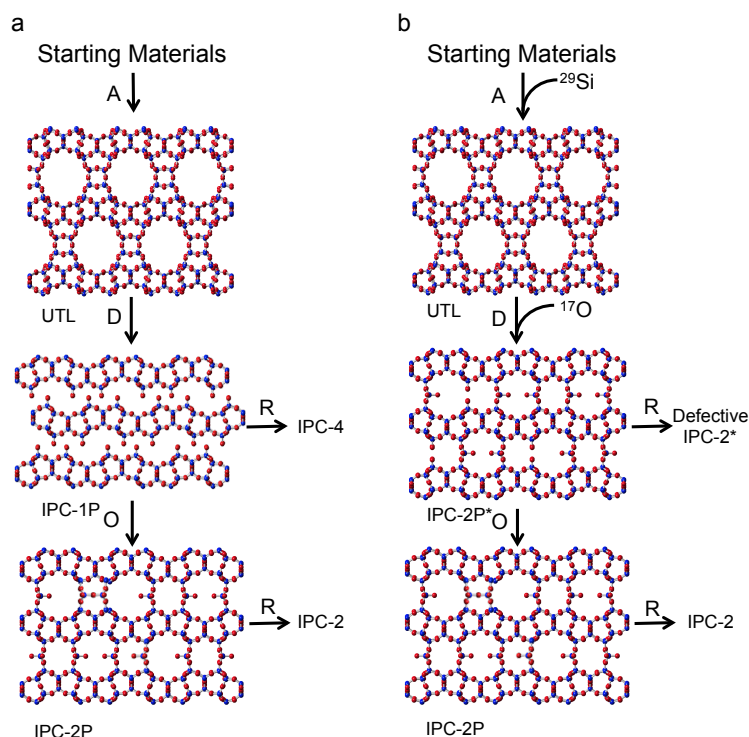 a
Starting Materials
A
UTL
D
R
IPC-4
IPC-1P
O
R
IPC-2
IPC-2P
b
Starting Materials
²⁹Si
A
UTL
D
¹⁷O
R
Defective
IPC-2*
IPC-2P*
O
R
IPC-2
IPC-2P